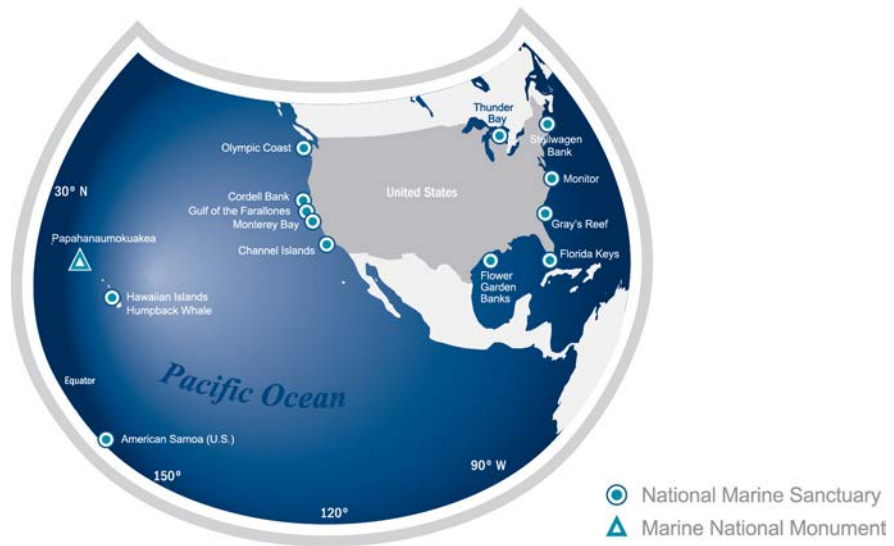 Thunder
Bay
Stellwagen
Bank
Olympic Coast
Monitor
30° N
United States
Cordell Bank
Gulf of the Farallones
Monterey Bay
Gray's Reef
Papahanaumokuakea
Channel Islands
Florida Keys
Flower
Garden
Banks
Hawaiian Islands
Humpback Whale
Equator
Pacific Ocean
American Samoa (U.S.)
90° W
150°
120°
National Marine Sanctuary
Marine National Monument